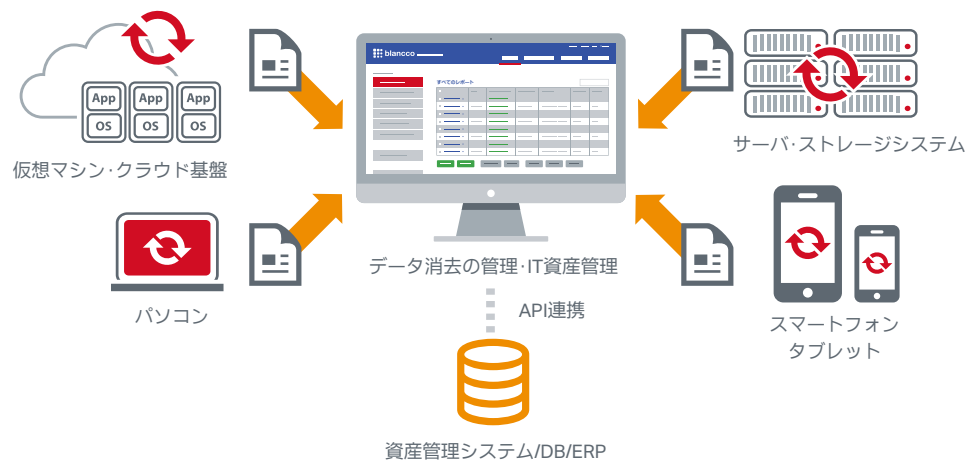 blancco
すべてのレポート
App App App
OS OS OS
仮想マシン・クラウド基盤
サーバ・ストレージシステム
データ消去の管理・IT資産管理
パソコン
API連携
スマートフォン
タブレット
資産管理システム/DB/ERP